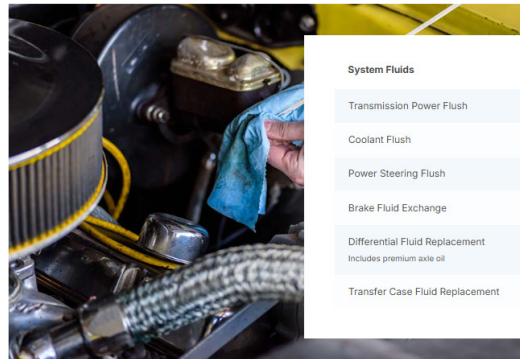 System Fluids
Transmission Power Flush
Coolant Flush
Power Steering Flush
Brake Fluid Exchange
Differential Fluid Replacement
Includes premium axle oil
Transfer Case Fluid Replacement